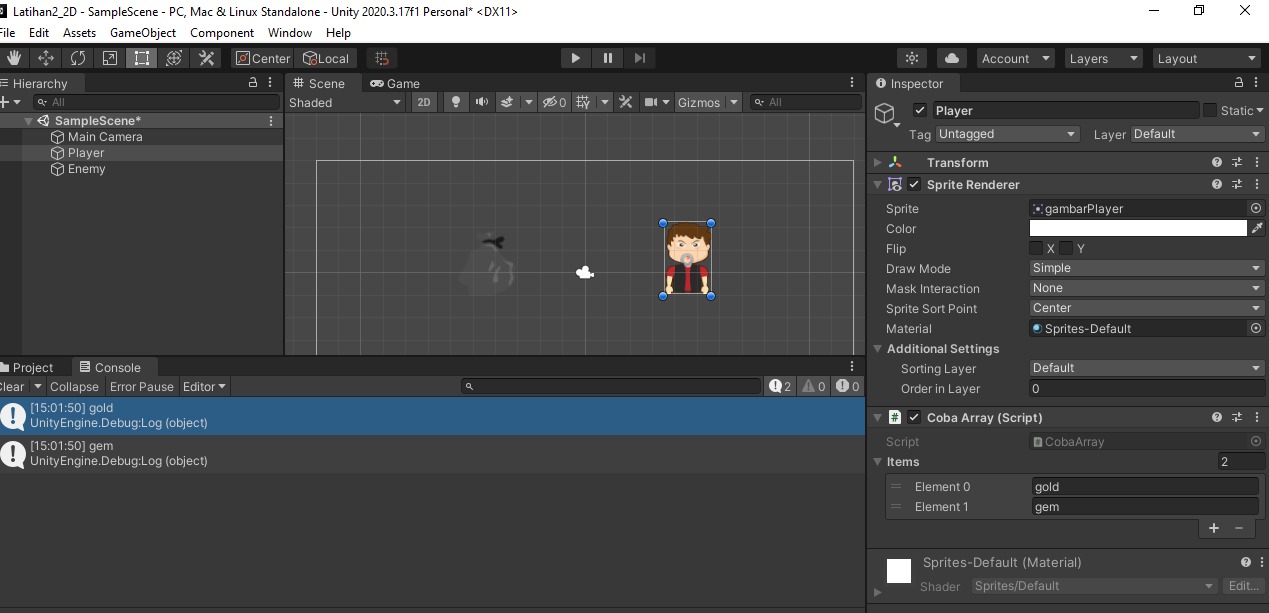 Latihan2_2D - SampleScene - PC, Mac & Linux Standalone - Unity 2020.3.17f1 Personal* <DX11>
File Edit Assets GameObject Component Window Help
Center Local Account Layers Layout
Hierarchy
All
SampleScene*
Main Camera
Player
Enemy
Scene Game
Shaded 2D 0 Gizmos All
Inspector
Player Static
Tag Untagged Layer Default
Transform
Sprite Renderer
Sprite gambarPlayer
Color
Flip X Y
Draw Mode Simple
Mask Interaction None
Sprite Sort Point Center
Material Sprites-Default
Additional Settings
Sorting Layer Default
Order in Layer 0
Coba Array (Script)
Script CobaArray
Items 2
Element 0 gold
Element 1 gem
+ −
Sprites-Default (Material)
Shader Sprites/Default Edit...
Project Console
Clear Collapse Error Pause Editor 2 0 0
[15:01:50] gold
UnityEngine.Debug:Log (object)
[15:01:50] gem
UnityEngine.Debug:Log (object)